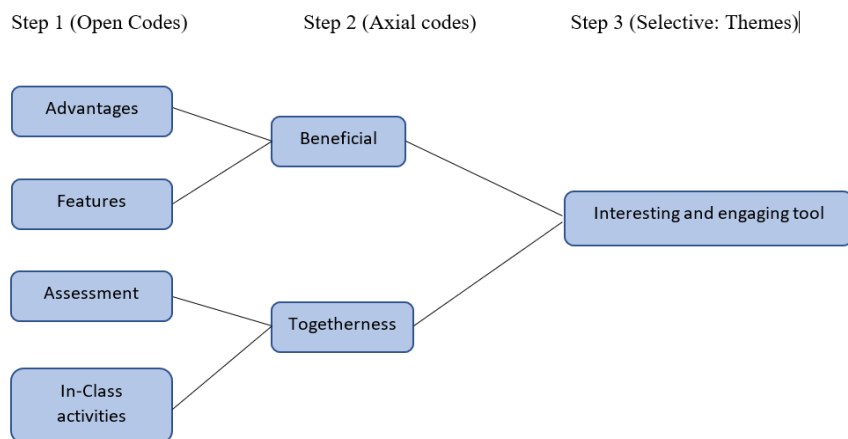 Step 1 (Open Codes)
Step 2 (Axial codes)
Step 3 (Selective: Themes)
Advantages
Beneficial
Features
Interesting and engaging tool
Assessment
Togetherness
In-Class
activities